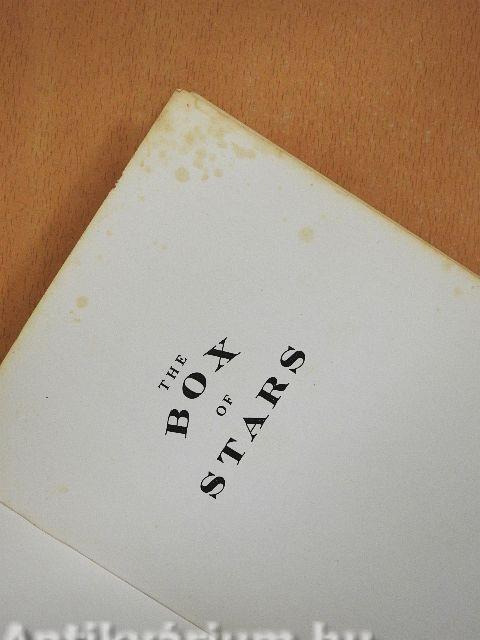 THE
BOX
OF
STARS
Antikvárium.hu